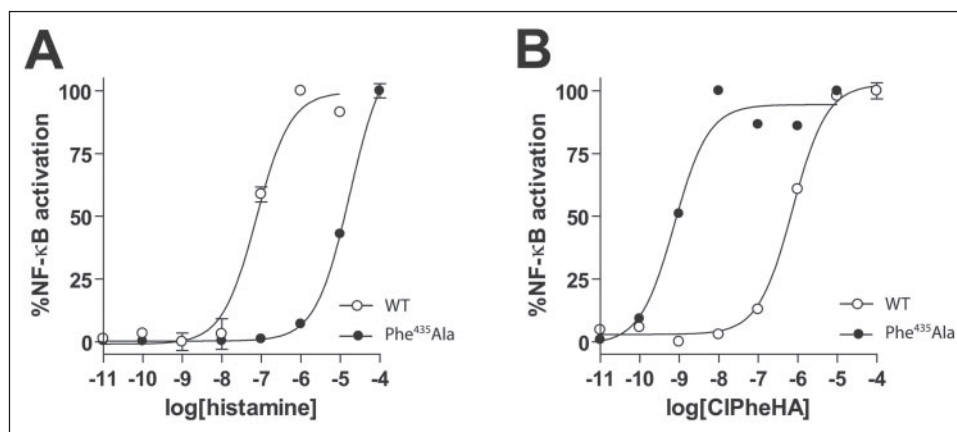 A
B
%NF-κB activation
100
75
50
25
0
WT
Phe⁴³⁵Ala
-11 -10 -9 -8 -7 -6 -5 -4
log[histamine]
%NF-κB activation
100
75
50
25
0
WT
Phe⁴³⁵Ala
-11 -10 -9 -8 -7 -6 -5 -4
log[ClPheHA]